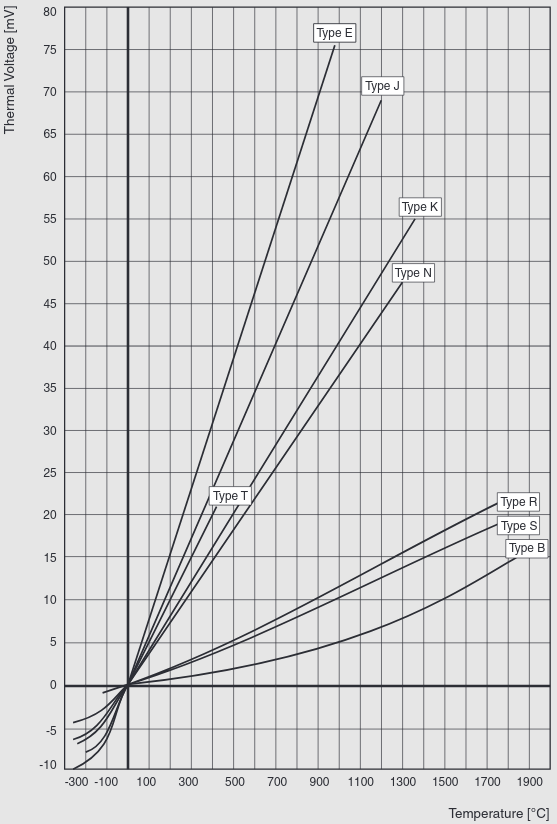 Thermal Voltage [mV]
80
75
70
65
60
55
50
45
40
35
30
25
20
15
10
5
0
-5
-10
Type E
Type J
Type K
Type N
Type T
Type R
Type S
Type B
-300 -100 100 300 500 700 900 1100 1300 1500 1700 1900
Temperature [°C]